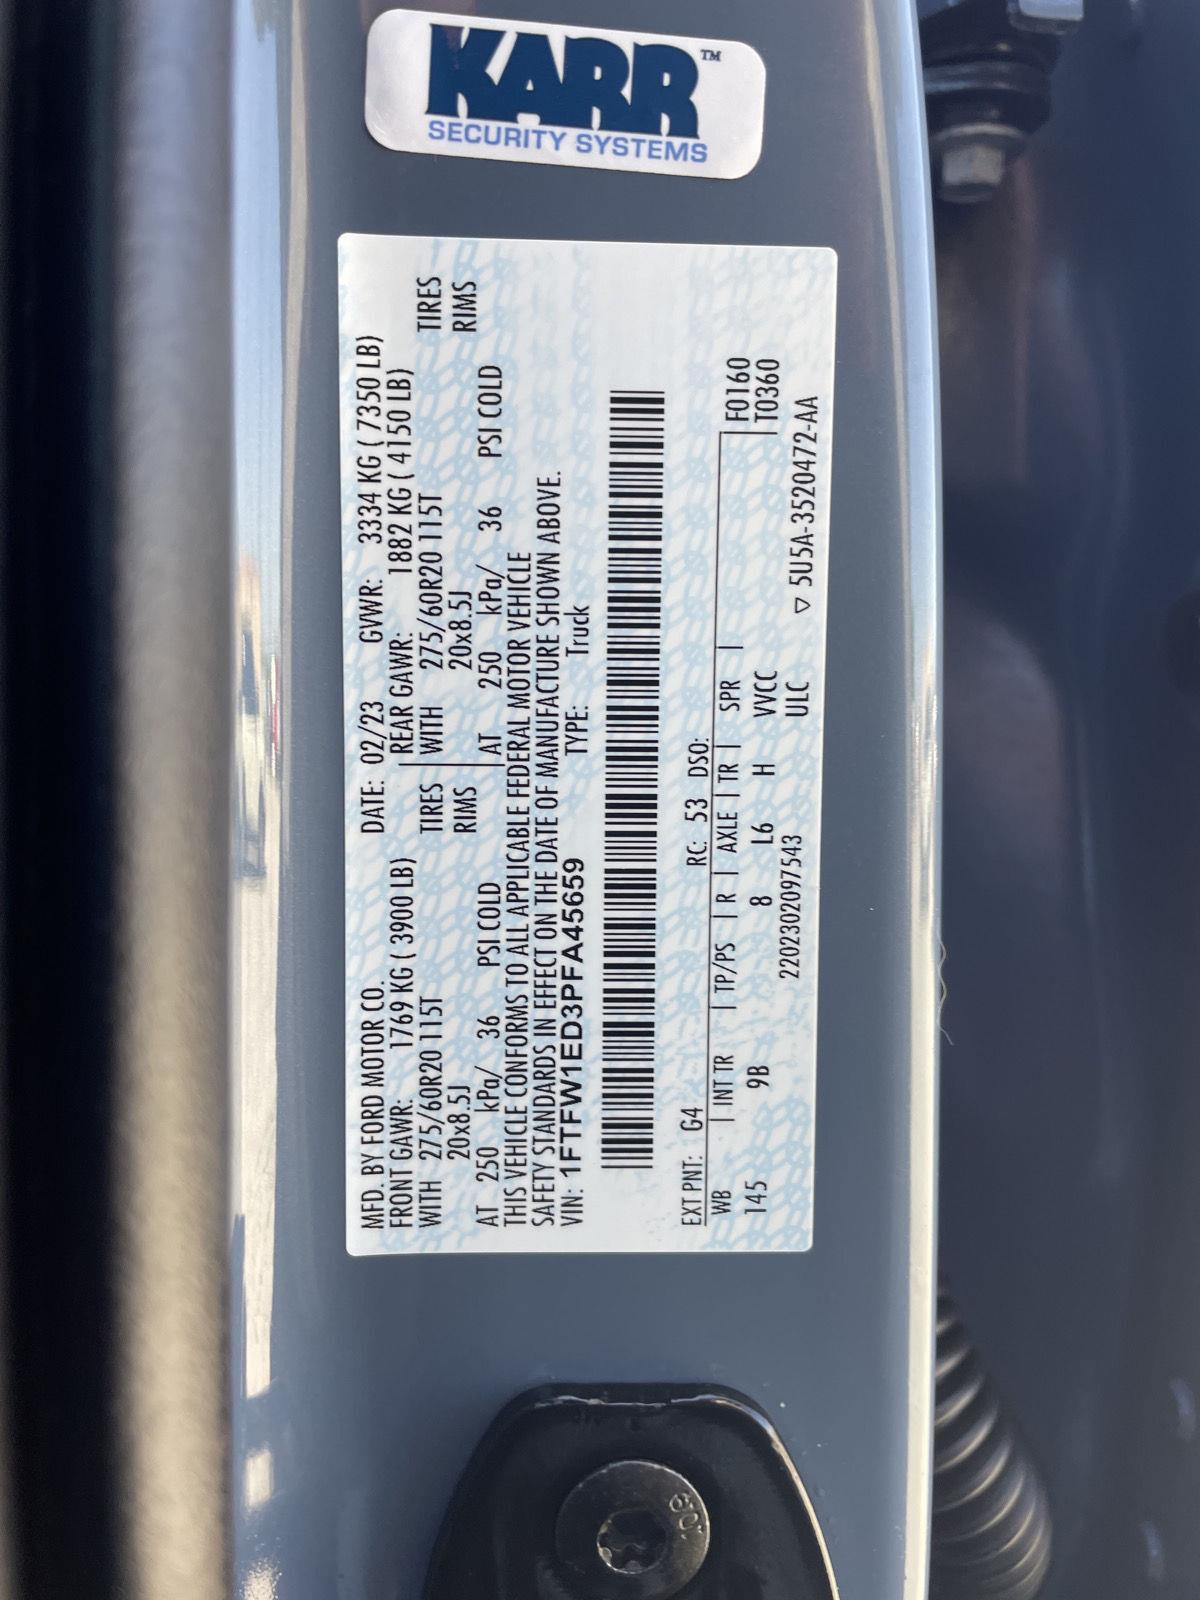 KARR™
SECURITY SYSTEMS
MFD. BY FORD MOTOR CO. DATE: 02/23 GVWR: 3334 KG ( 7350 LB)
FRONT GAWR: 1769 KG ( 3900 LB) REAR GAWR: 1882 KG ( 4150 LB)
WITH 275/60R20 115T TIRES WITH 275/60R20 115T TIRES
20x8.5J RIMS 20x8.5J RIMS
AT 250 kPa/ 36 PSI COLD AT 250 kPa/ 36 PSI COLD
THIS VEHICLE CONFORMS TO ALL APPLICABLE FEDERAL MOTOR VEHICLE
SAFETY STANDARDS IN EFFECT ON THE DATE OF MANUFACTURE SHOWN ABOVE.
VIN: 1FTFW1ED3PFA45659 TYPE: Truck
EXT PNT: G4 RC: 53 DSO:
WB | INT TR | TP/PS | R | AXLE | TR | SPR | F0160
145 9B 8 L6 H VVCC T0360
2202302097543 ULC ▽ 5U5A-3520472-AA